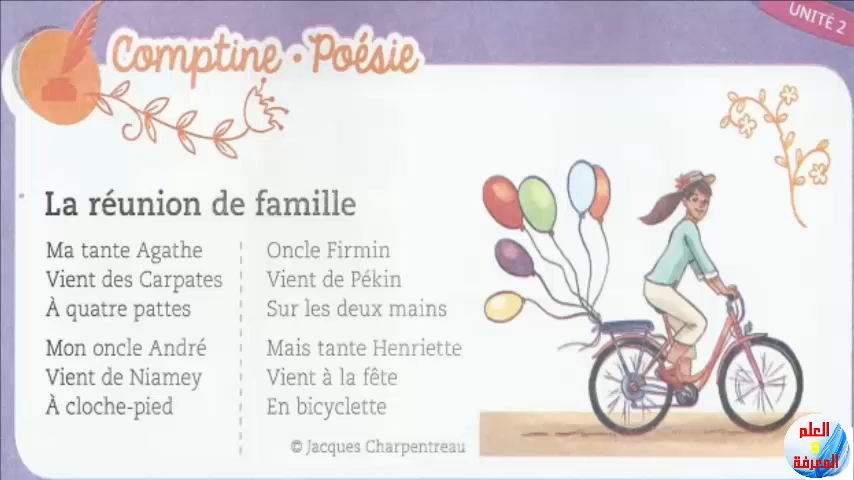 UNITÉ 2
Comptine • Poésie
La réunion de famille
Ma tante Agathe
Vient des Carpates
À quatre pattes
Mon oncle André
Vient de Niamey
À cloche-pied
Oncle Firmin
Vient de Pékin
Sur les deux mains
Mais tante Henriette
Vient à la fête
En bicyclette
© Jacques Charpentreau
العلم
و
المعرفة